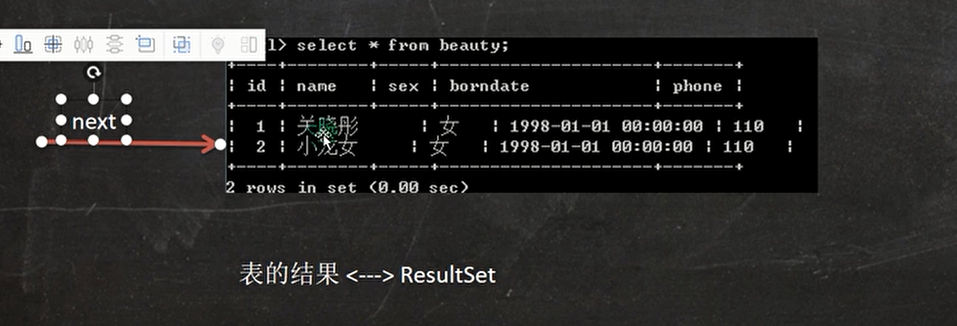 l> select * from beauty;
+----+--------+------+---------------------+-------+
| id | name | sex | borndate | phone |
+----+--------+------+---------------------+-------+
next
| 1 | 关晓彤 | 女 | 1998-01-01 00:00:00 | 110 |
| 2 | 小龙女 | 女 | 1998-01-01 00:00:00 | 110 |
+----+--------+------+---------------------+-------+
2 rows in set (0.00 sec)
表的结果 <---> ResultSet